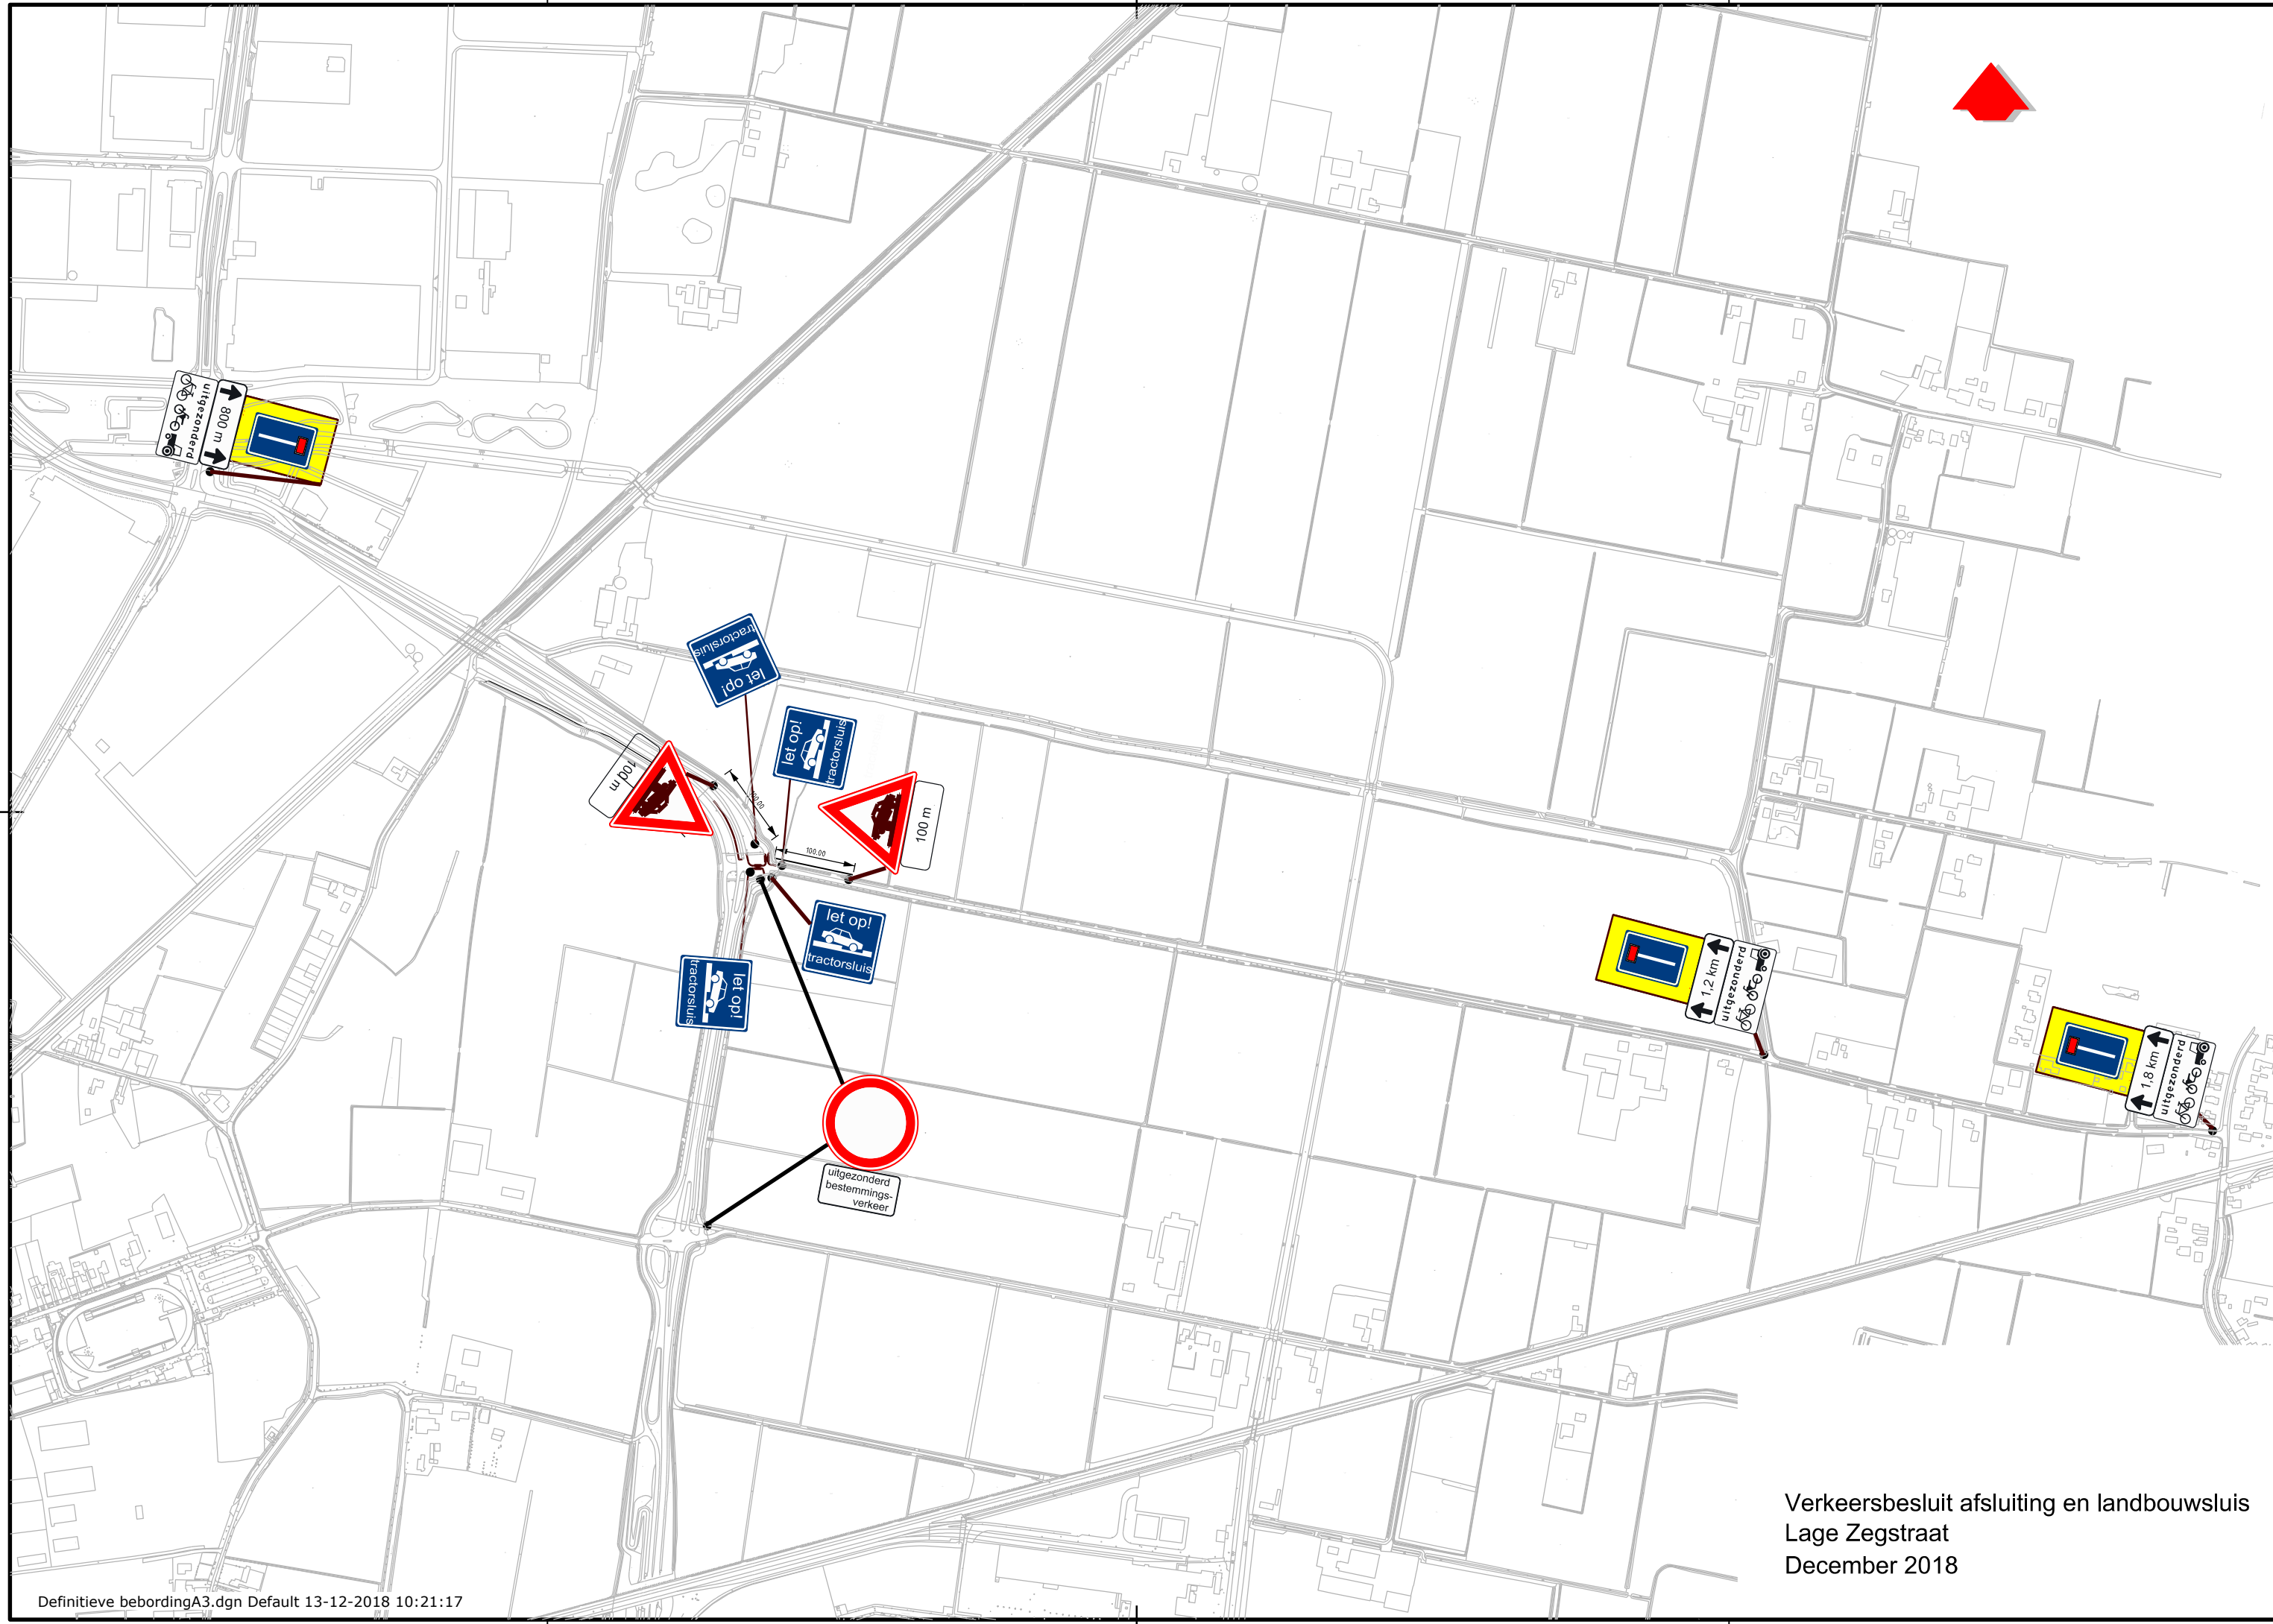 uitgezonderd
800 m
let op!
tractorsluis
let op!
tractorsluis
100 m
100.00
100 m
100.00
let op!
tractorsluis
let op!
tractorsluis
uitgezonderd
bestemmings-
verkeer
1,2 km
uitgezonderd
1,8 km
uitgezonderd
Verkeersbesluit afsluiting en landbouwsluis
Lage Zegstraat
December 2018
Definitieve bebordingA3.dgn Default 13-12-2018 10:21:17